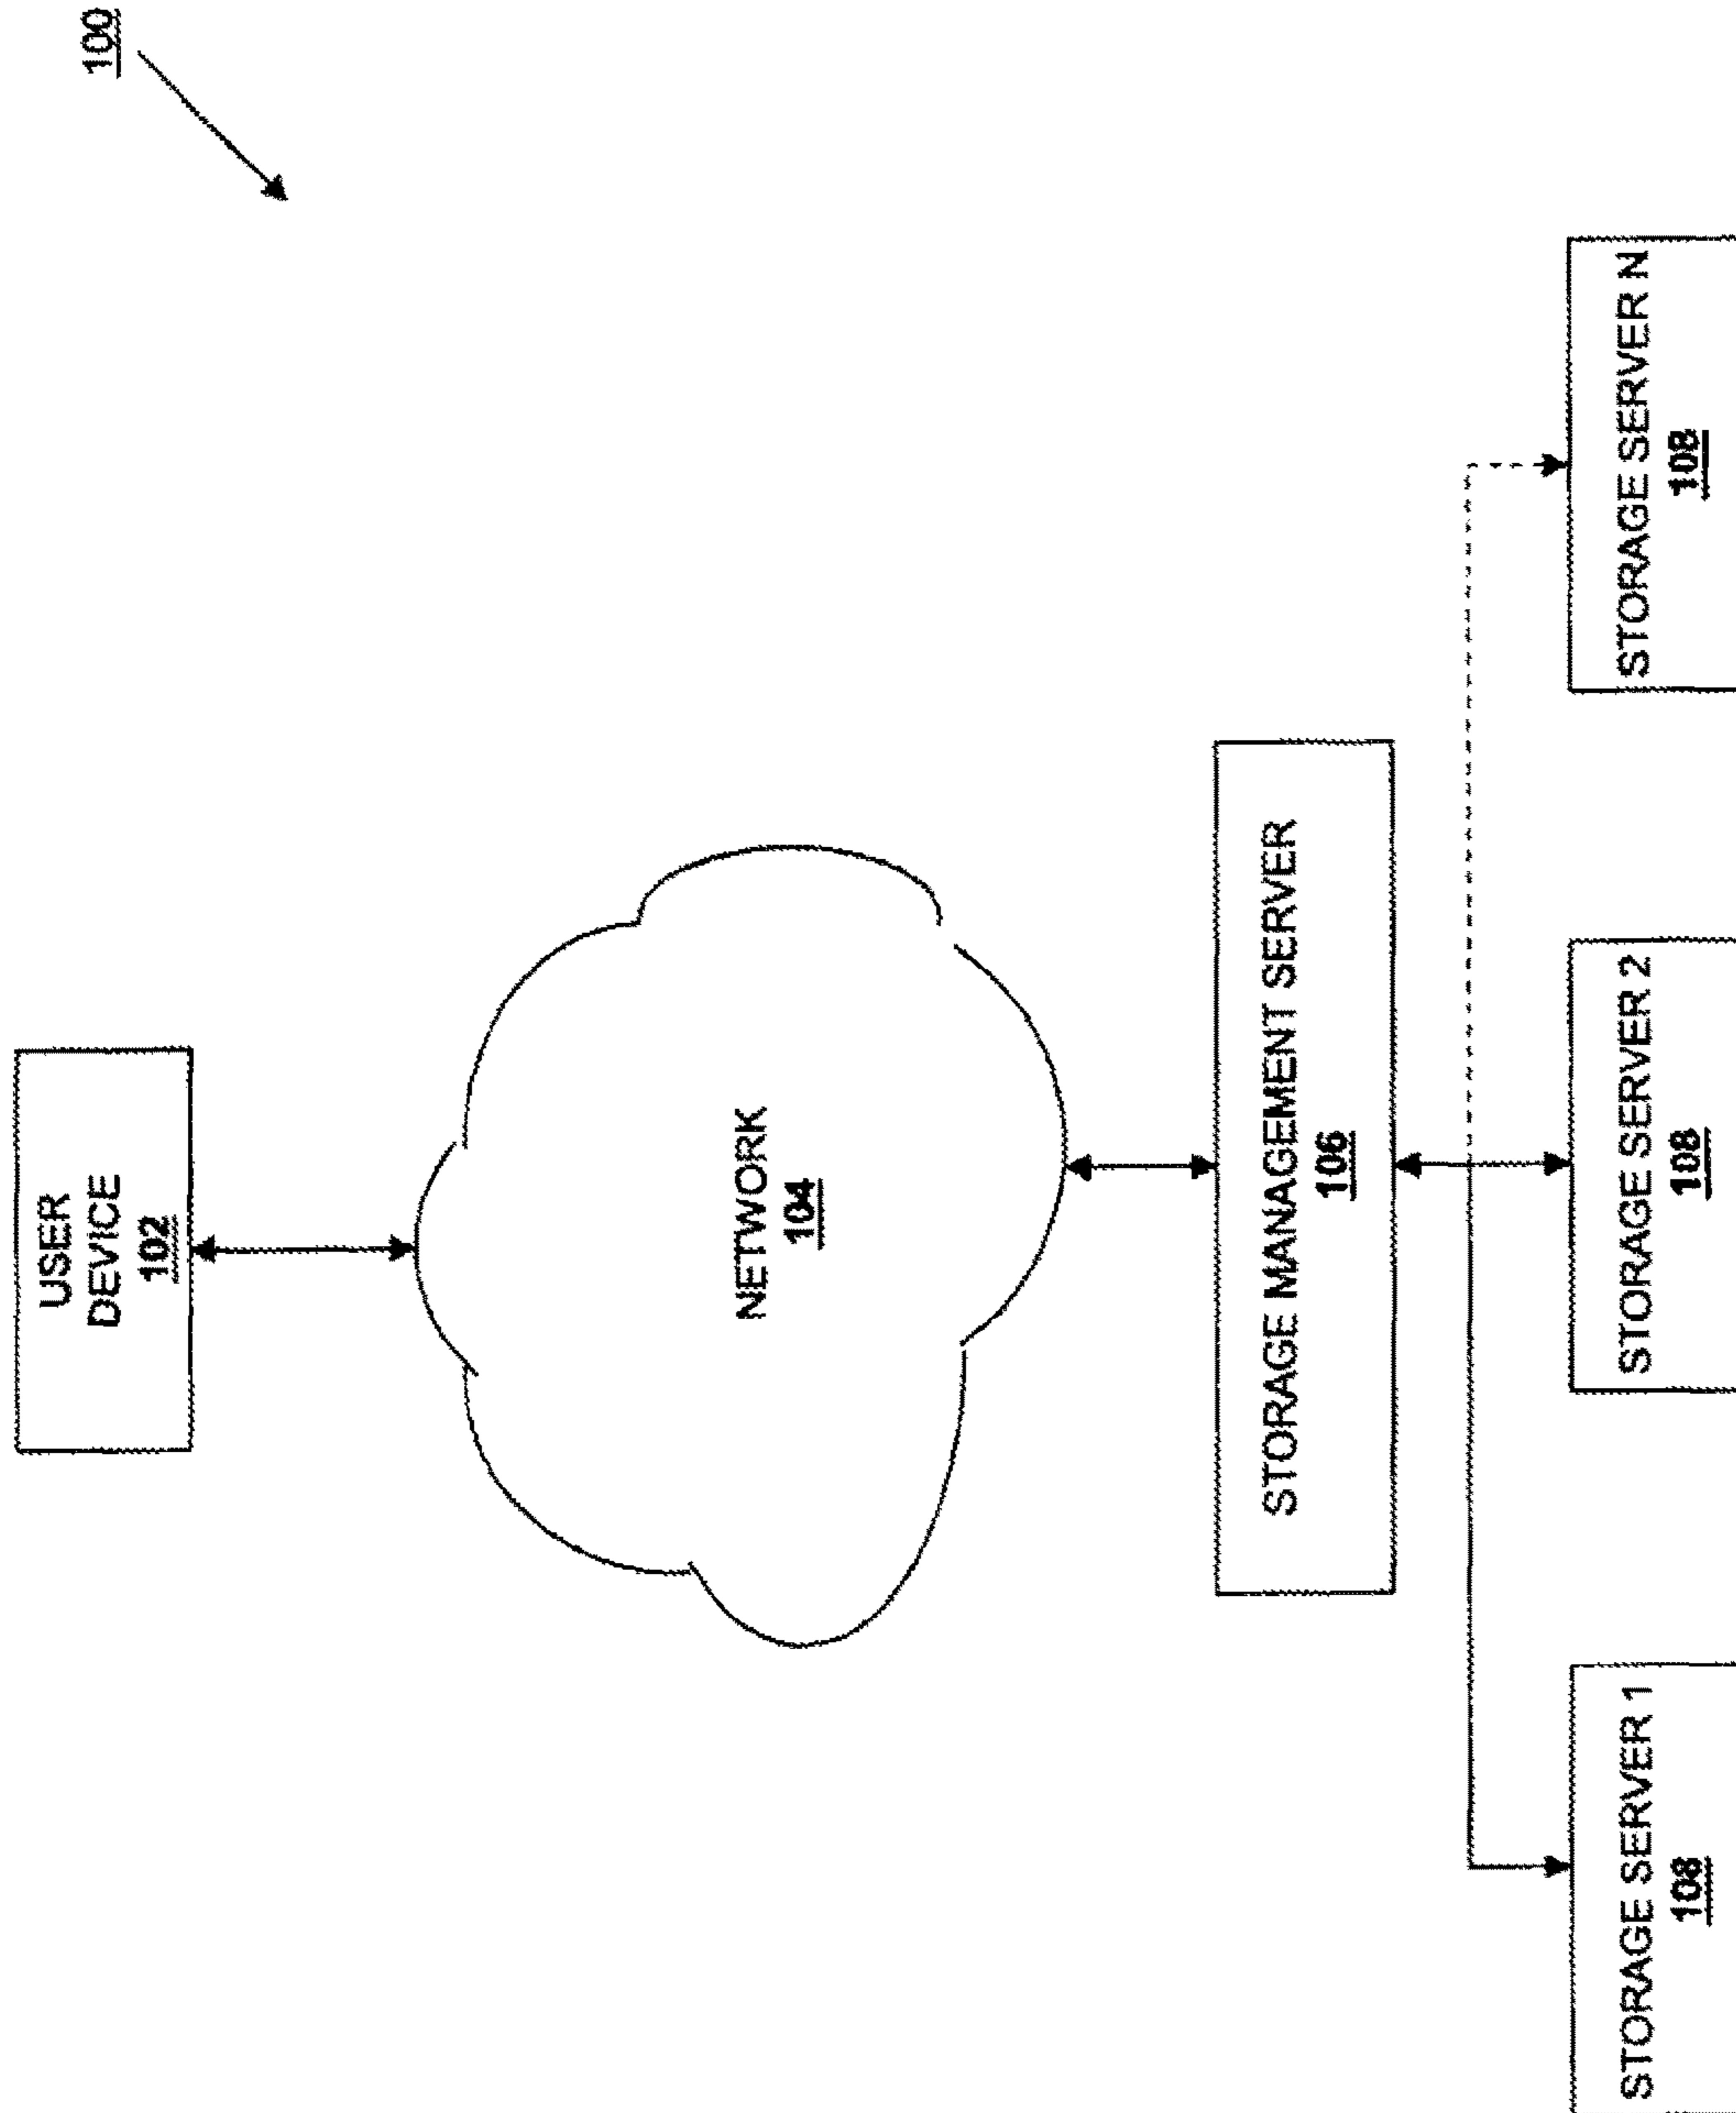 100
USER
DEVICE
102
NETWORK
104
STORAGE MANAGEMENT SERVER
106
STORAGE SERVER 1
108
STORAGE SERVER 2
108
STORAGE SERVER N
108